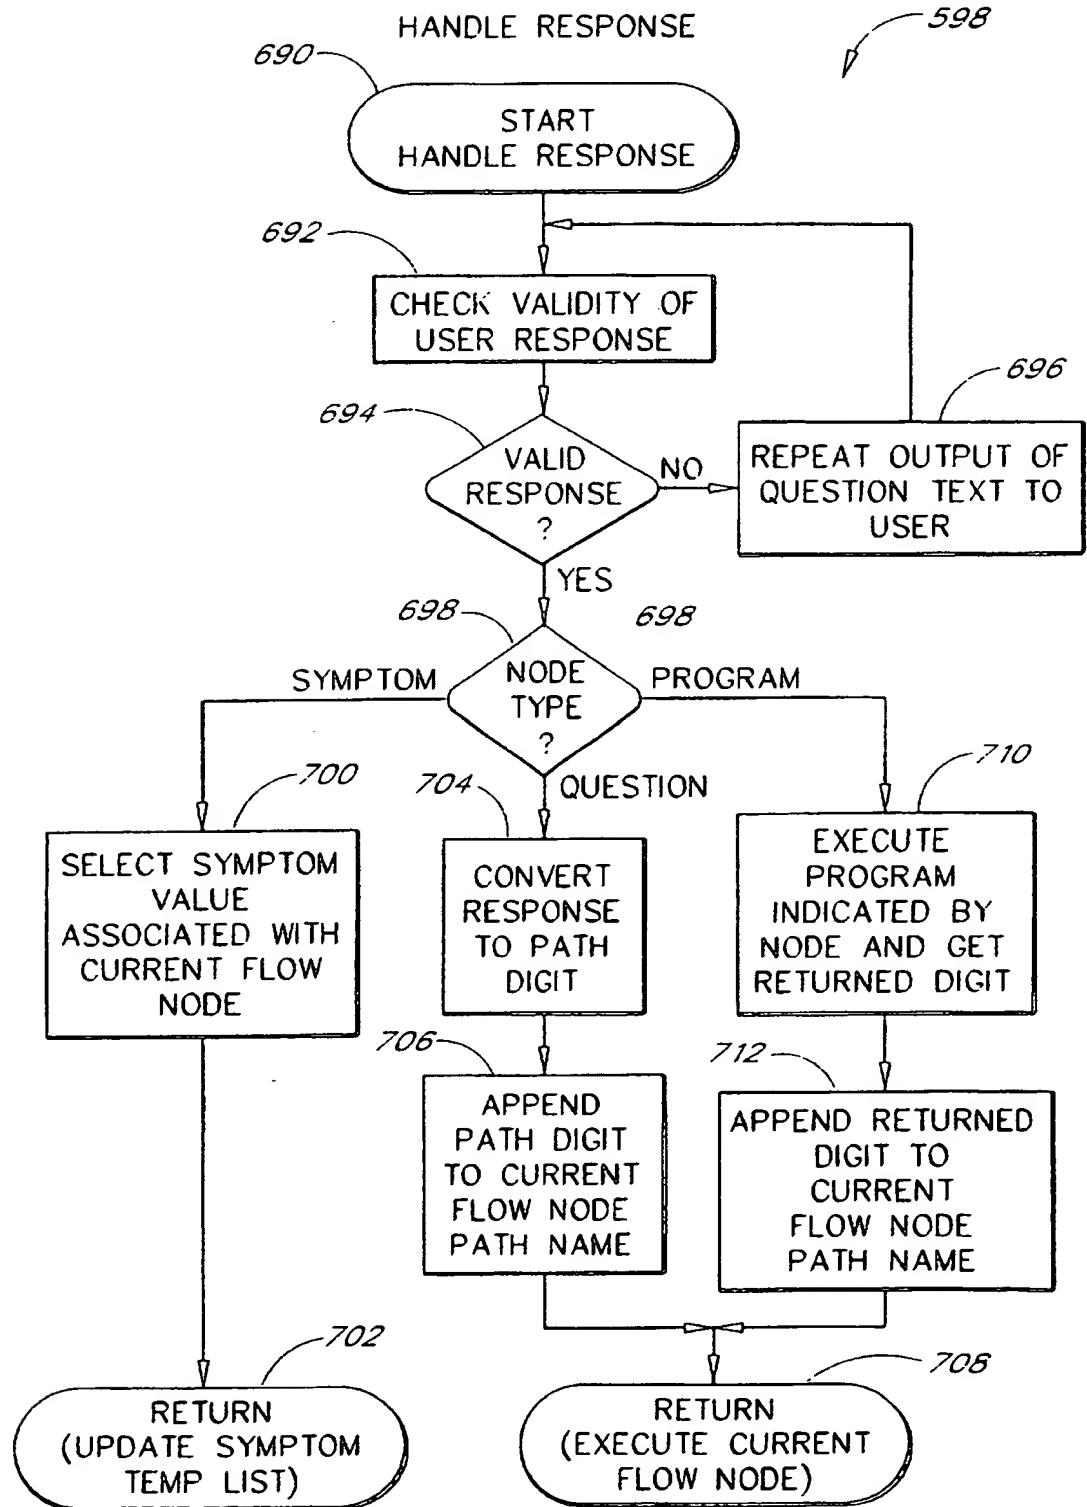 HANDLE RESPONSE
598
690
START
HANDLE RESPONSE
692
CHECK VALIDITY OF
USER RESPONSE
694
VALID
RESPONSE
?
NO
696
REPEAT OUTPUT OF
QUESTION TEXT TO
USER
YES
698
698
NODE
TYPE
?
SYMPTOM
PROGRAM
QUESTION
700
SELECT SYMPTOM
VALUE
ASSOCIATED WITH
CURRENT FLOW
NODE
704
CONVERT
RESPONSE
TO PATH
DIGIT
710
EXECUTE
PROGRAM
INDICATED BY
NODE AND GET
RETURNED DIGIT
706
APPEND
PATH DIGIT
TO CURRENT
FLOW NODE
PATH NAME
712
APPEND RETURNED
DIGIT TO
CURRENT
FLOW NODE
PATH NAME
702
RETURN
(UPDATE SYMPTOM
TEMP LIST)
708
RETURN
(EXECUTE CURRENT
FLOW NODE)